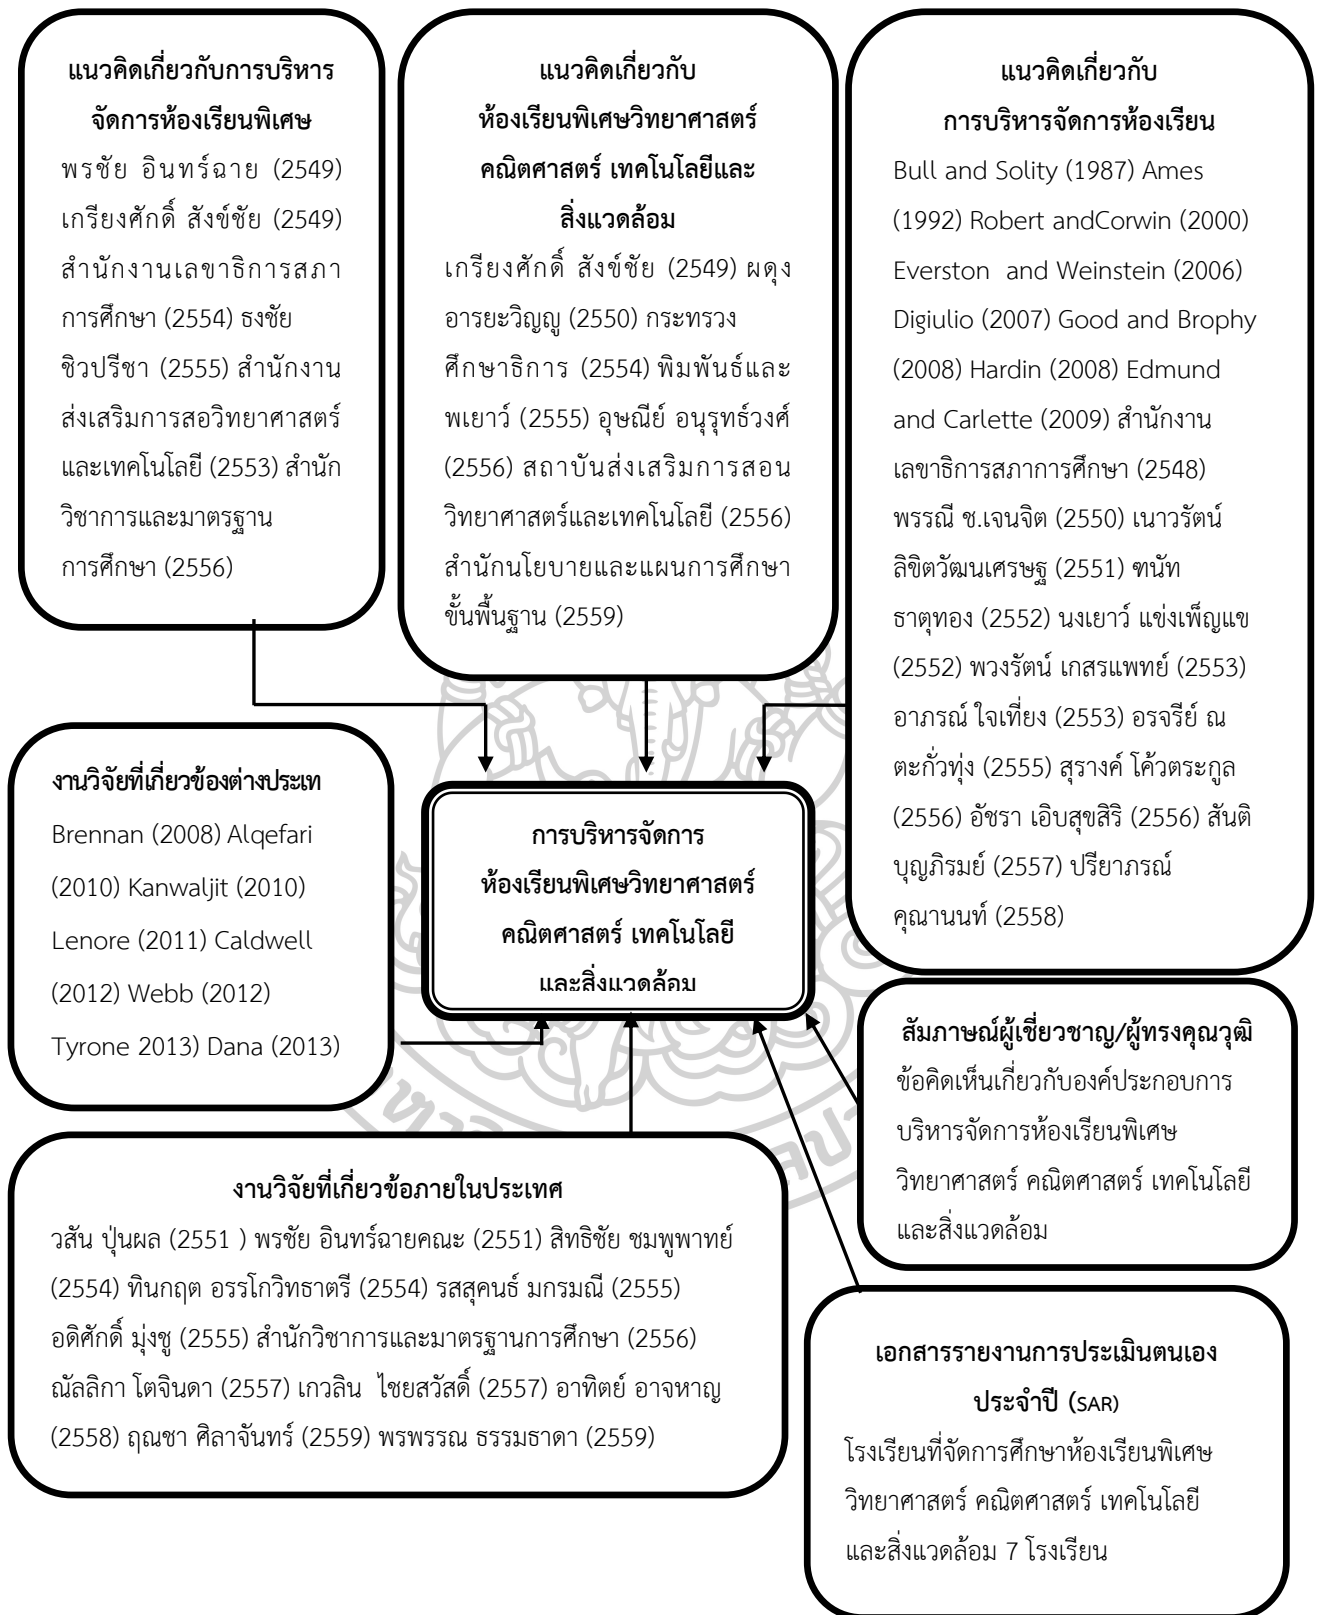 แนวคิดเกี่ยวกับการบริหาร
จัดการห้องเรียนพิเศษ
พรชัย อินทร์ฉาย (2549)
เกรียงศักดิ์ สังข์ชัย (2549)
สำนักงานเลขาธิการสภา
การศึกษา (2554) ธงชัย
ชิวปรีชา (2555) สำนักงาน
ส่งเสริมการสอวิทยาศาสตร์
และเทคโนโลยี (2553) สำนัก
วิชาการและมาตรฐาน
การศึกษา (2556)
แนวคิดเกี่ยวกับ
ห้องเรียนพิเศษวิทยาศาสตร์
คณิตศาสตร์ เทคโนโลยีและ
สิ่งแวดล้อม
เกรียงศักดิ์ สังข์ชัย (2549) ผดุง
อารยะวิญญู (2550) กระทรวง
ศึกษาธิการ (2554) พิมพันธ์และ
พเยาว์ (2555) อุษณีย์ อนุรุทธ์วงศ์
(2556) สถาบันส่งเสริมการสอน
วิทยาศาสตร์และเทคโนโลยี (2556)
สำนักนโยบายและแผนการศึกษา
ขั้นพื้นฐาน (2559)
แนวคิดเกี่ยวกับ
การบริหารจัดการห้องเรียน
Bull and Solity (1987) Ames
(1992) Robert andCorwin (2000)
Everston  and Weinstein (2006)
Digiulio (2007) Good and Brophy
(2008) Hardin (2008) Edmund
and Carlette (2009) สำนักงาน
เลขาธิการสภาการศึกษา (2548)
พรรณี ช.เจนจิต (2550) เนาวรัตน์
ลิขิตวัฒนเศรษฐ (2551) ฑนัท
ธาตุทอง (2552) นงเยาว์ แข่งเพ็ญแข
(2552) พวงรัตน์ เกสรแพทย์ (2553)
อาภรณ์ ใจเที่ยง (2553) อรจรีย์ ณ
ตะกั่วทุ่ง (2555) สุรางค์ โค้วตระกูล
(2556) อัชรา เอิบสุขสิริ (2556) สันติ
บุญภิรมย์ (2557) ปรียาภรณ์
คุณานนท์ (2558)
งานวิจัยที่เกี่ยวข้องต่างประเท
Brennan (2008) Alqefari
(2010) Kanwaljit (2010)
Lenore (2011) Caldwell
(2012) Webb (2012)
Tyrone 2013) Dana (2013)
การบริหารจัดการ
ห้องเรียนพิเศษวิทยาศาสตร์
คณิตศาสตร์ เทคโนโลยี
และสิ่งแวดล้อม
สัมภาษณ์ผู้เชี่ยวชาญ/ผู้ทรงคุณวุฒิ
ข้อคิดเห็นเกี่ยวกับองค์ประกอบการ
บริหารจัดการห้องเรียนพิเศษ
วิทยาศาสตร์ คณิตศาสตร์ เทคโนโลยี
และสิ่งแวดล้อม
งานวิจัยที่เกี่ยวข้อภายในประเทศ
วสัน ปุ่นผล (2551 ) พรชัย อินทร์ฉายคณะ (2551) สิทธิชัย ชมพูพาทย์
(2554) ทินกฤต อรรโกวิทธาตรี (2554) รสสุคนธ์ มกรมณี (2555)
อดิศักดิ์ มุ่งชู (2555) สำนักวิชาการและมาตรฐานการศึกษา (2556)
ณัลลิกา โตจินดา (2557) เกวลิน  ไชยสวัสดิ์ (2557) อาทิตย์ อาจหาญ
(2558) ฤณชา ศิลาจันทร์ (2559) พรพรรณ ธรรมธาดา (2559)
เอกสารรายงานการประเมินตนเอง
ประจำปี (SAR)
โรงเรียนที่จัดการศึกษาห้องเรียนพิเศษ
วิทยาศาสตร์ คณิตศาสตร์ เทคโนโลยี
และสิ่งแวดล้อม 7 โรงเรียน